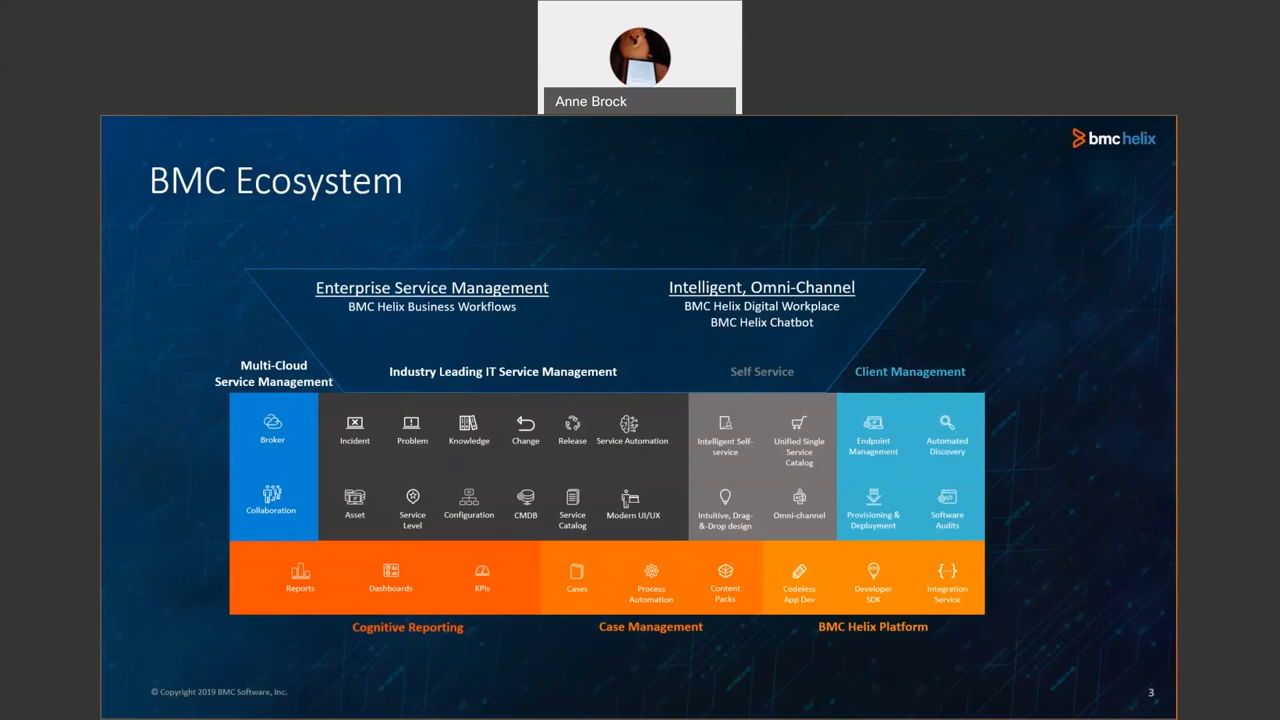 Anne Brock
bmc helix
BMC Ecosystem
Enterprise Service Management
BMC Helix Business Workflows
Intelligent, Omni-Channel
BMC Helix Digital Workplace
BMC Helix Chatbot
Multi-Cloud
Service Management
Industry Leading IT Service Management
Self Service
Client Management
Broker
Incident
Problem
Knowledge
Change
Release
Service Automation
Intelligent Self-
service
Unified Single
Service
Catalog
Endpoint
Management
Automated
Discovery
Collaboration
Asset
Service
Level
Configuration
CMDB
Service
Catalog
Modern UI/UX
Intuitive, Drag-
&-Drop design
Omni-channel
Provisioning &
Deployment
Software
Audits
Reports
Dashboards
KPIs
Cases
Process
Automation
Content
Packs
Codeless
App Dev
Developer
SDK
Integration
Service
Cognitive Reporting
Case Management
BMC Helix Platform
© Copyright 2019 BMC Software, Inc.
3